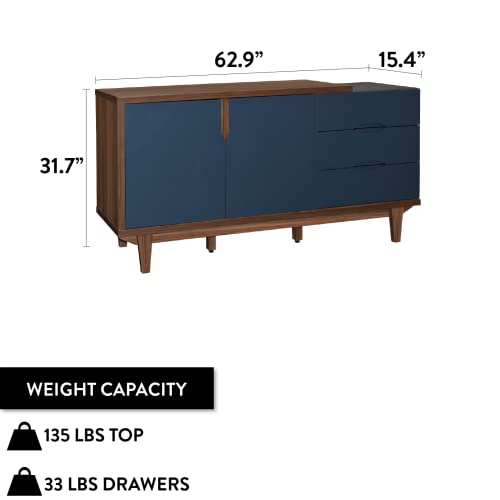 62.9”
15.4“
31.7”
WEIGHT CAPACITY
135 LBS TOP
33 LBS DRAWERS